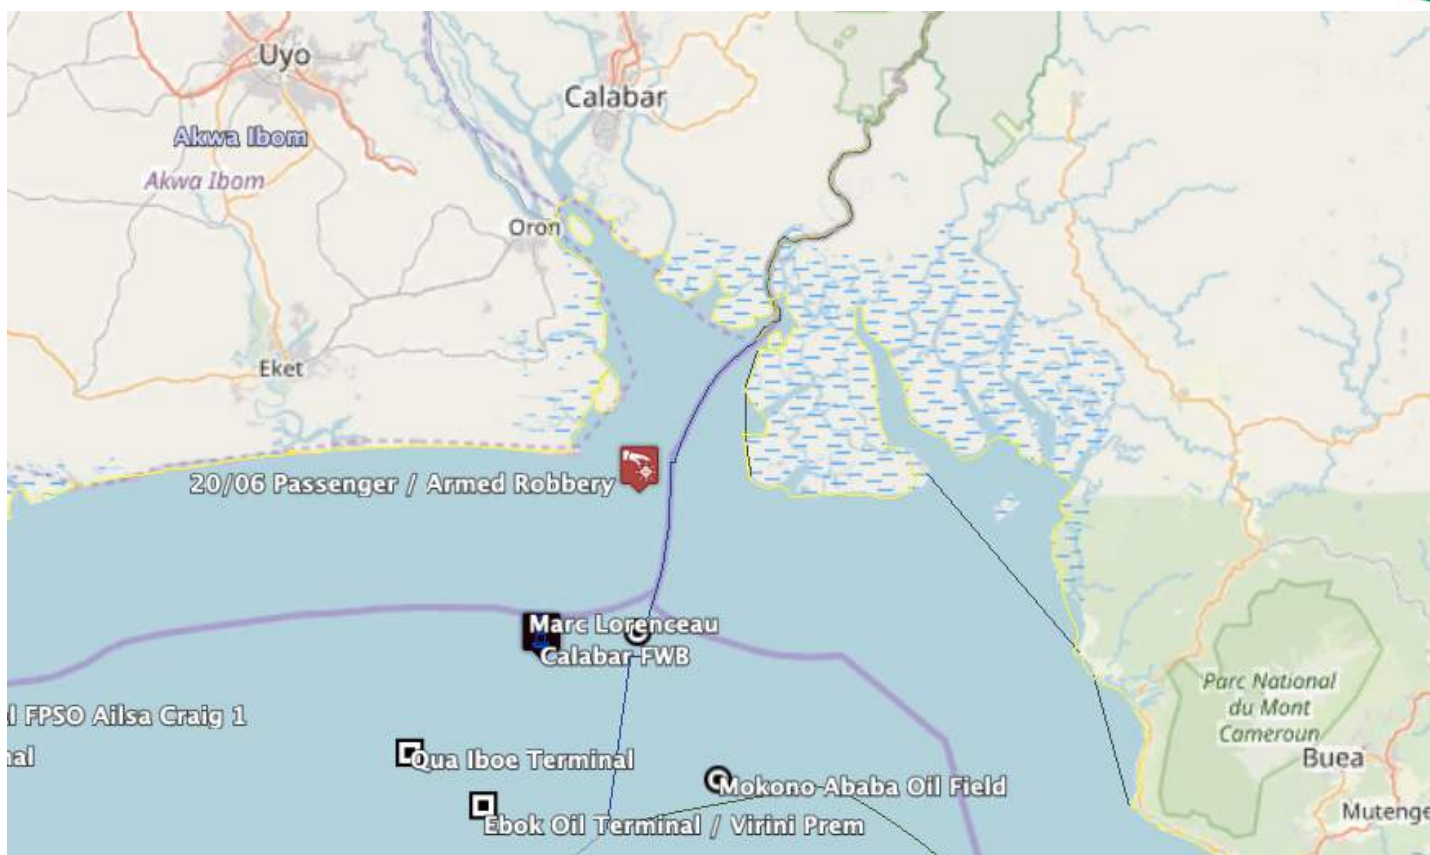 Uyo
Calabar
Akwa Ibom
Akwa Ibom
Oron
Eket
20/06 Passenger / Armed Robbery
Marc Lorenceau
Calabar FWB
Parc National
du Mont
Cameroun
l FPSO Ailsa Craig 1
nal
Qua Iboe Terminal
Buea
Mokono-Ababa Oil Field
Mutenge
Ebok Oil Terminal / Virini Prem